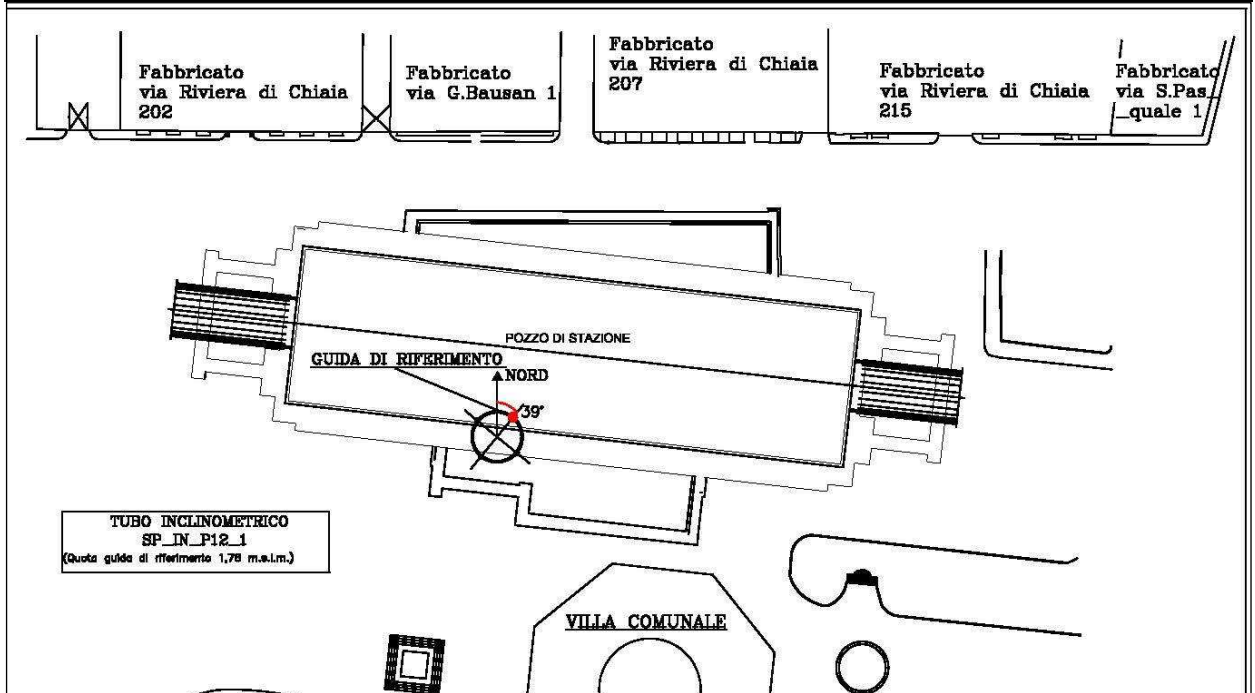 Fabbricato
via Riviera di Chiaia
202
Fabbricato
via G.Bausan 1
Fabbricato
via Riviera di Chiaia
207
Fabbricato
via Riviera di Chiaia
215
Fabbricato
via S.Pas_
_quale 1
POZZO DI STAZIONE
GUIDA DI RIFERIMENTO
NORD
39°
TUBO INCLINOMETRICO
SP_IN_P12_1
(Quota guida di riferimento 1,78 m.s.l.m.)
VILLA COMUNALE